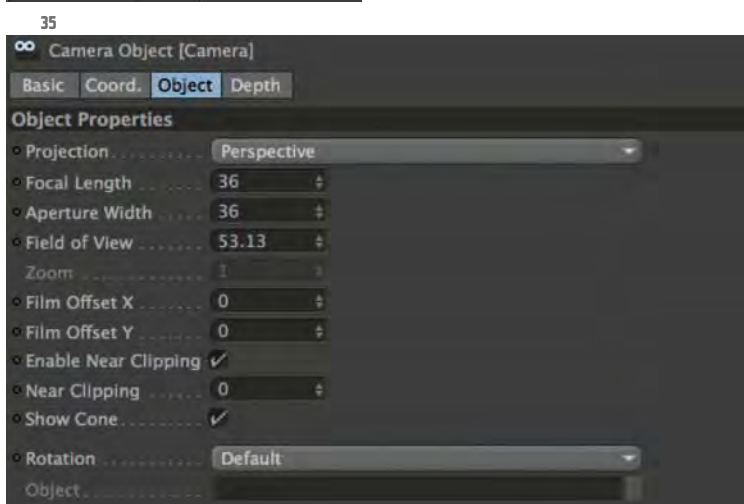 35
Camera Object [Camera]
Basic Coord. Object Depth
Object Properties
Projection Perspective
Focal Length 36
Aperture Width 36
Field of View 53.13
Zoom 1
Film Offset X 0
Film Offset Y 0
Enable Near Clipping
Near Clipping 0
Show Cone
Rotation Default
Object